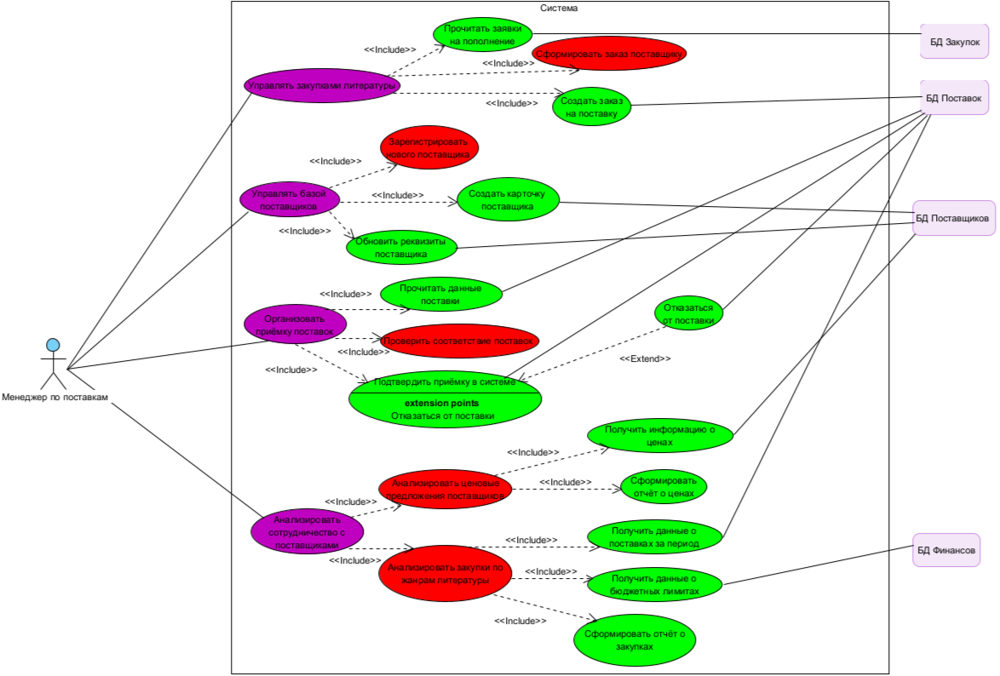 Система
Прочитать заявки
на пополнение
БД Закупок
<<Include>>
Сформировать заказ поставщику
<<Include>>
Управлять закупками литературы
<<Include>>
Создать заказ
на поставку
БД Поставок
Зарегистрировать
нового поставщика
<<Include>>
Управлять базой
поставщиков
<<Include>>
Создать карточку
поставщика
БД Поставщиков
<<Include>>
Обновить реквизиты
поставщика
Прочитать данные
поставки
<<Include>>
Отказаться
от поставки
Организовать
приёмку поставок
Проверить соответствие поставок
<<Include>>
<<Extend>>
<<Include>>
Подтвердить приёмку в системе
extension points
Отказаться от поставки
Менеджер по поставкам
Получить информацию о
ценах
<<Include>>
Анализировать ценовые
предложения поставщиков
<<Include>>
Сформировать
отчёт о ценах
<<Include>>
Анализировать
сотрудничество с
поставщиками
<<Include>>
Получить данные о
поставках за период
<<Include>>
Анализировать закупки по
жанрам литературы
<<Include>>
Получить данные о
бюджетных лимитах
БД Финансов
<<Include>>
Сформировать отчёт о
закупках